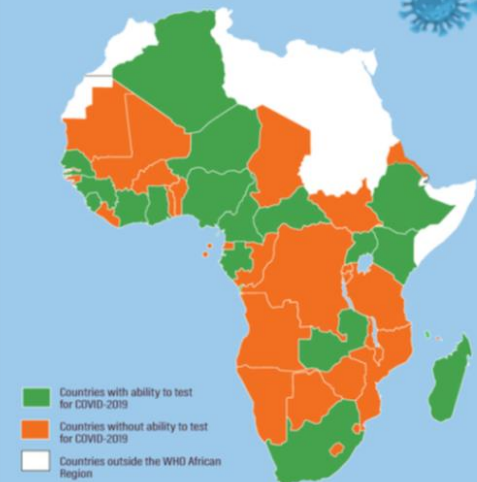 Countries with ability to test
for COVID-2019
Countries without ability to test
for COVID-2019
Countries outside the WHO African
Region